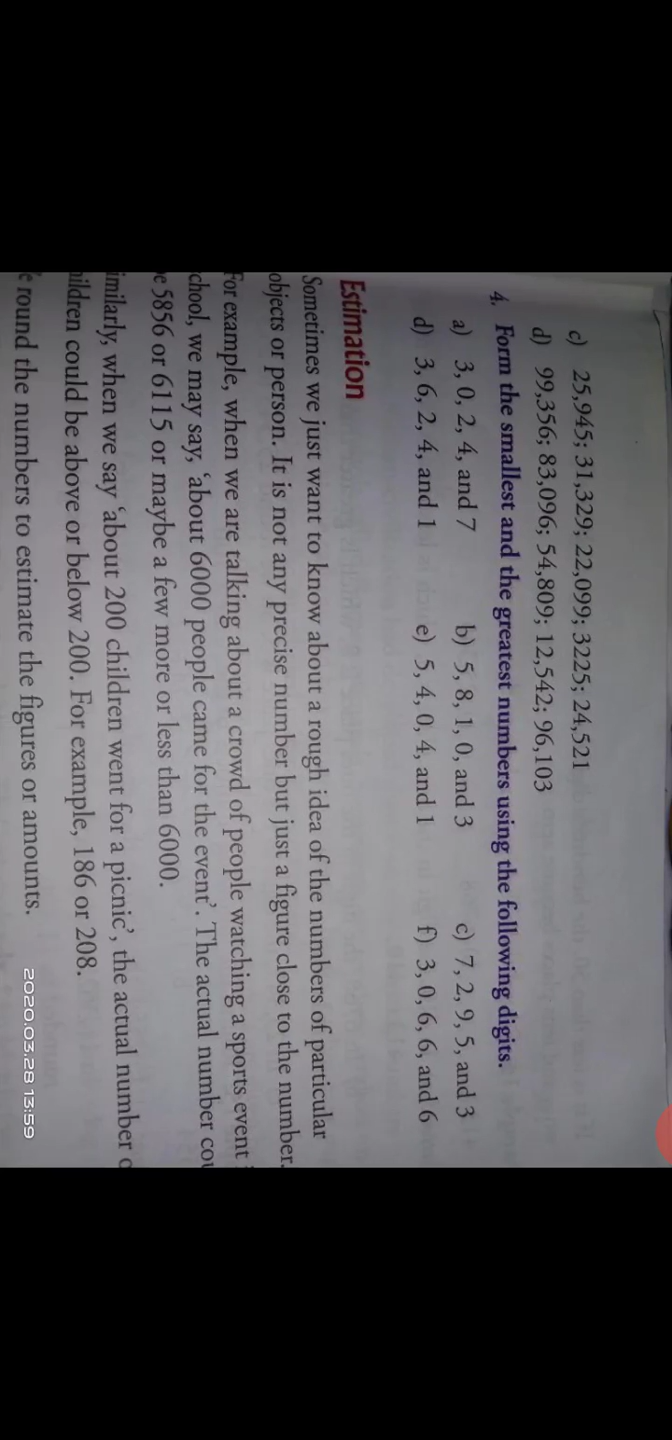 c) 25,945; 31,329; 22,099; 3225; 24,521
d) 99,356; 83,096; 54,809; 12,542; 96,103
4. Form the smallest and the greatest numbers using the following digits.
a) 3, 0, 2, 4, and 7 b) 5, 8, 1, 0, and 3 c) 7, 2, 9, 5, and 3
d) 3, 6, 2, 4, and 1 e) 5, 4, 0, 4, and 1 f) 3, 0, 6, 6, and 6
Estimation
Sometimes we just want to know about a rough idea of the numbers of particular
objects or person. It is not any precise number but just a figure close to the number.
For example, when we are talking about a crowd of people watching a sports event
chool, we may say, ‘about 6000 people came for the event’. The actual number cou
e 5856 or 6115 or maybe a few more or less than 6000.
imilarly, when we say ‘about 200 children went for a picnic’, the actual number
ildren could be above or below 200. For example, 186 or 208.
e round the numbers to estimate the figures or amounts.
2020.03.28 13:59